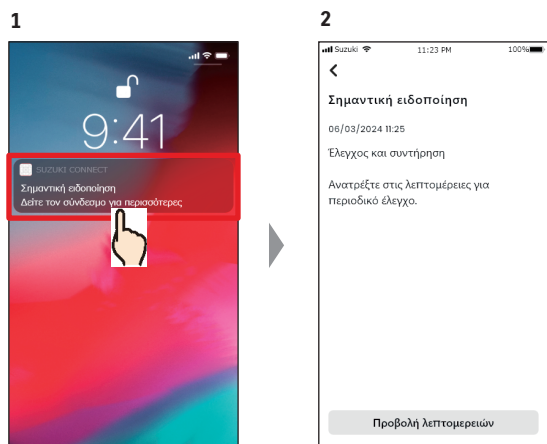 1
9:41
SUZUKI CONNECT
Σημαντική ειδοποίηση
Δείτε τον σύνδεσμο για περισσότερες
2
Suzuki 11:23 PM 100%
Σημαντική ειδοποίηση
06/03/2024 11:25
Έλεγχος και συντήρηση
Ανατρέξτε στις λεπτομέρειες για
περιοδικό έλεγχο.
Προβολή λεπτομερειών